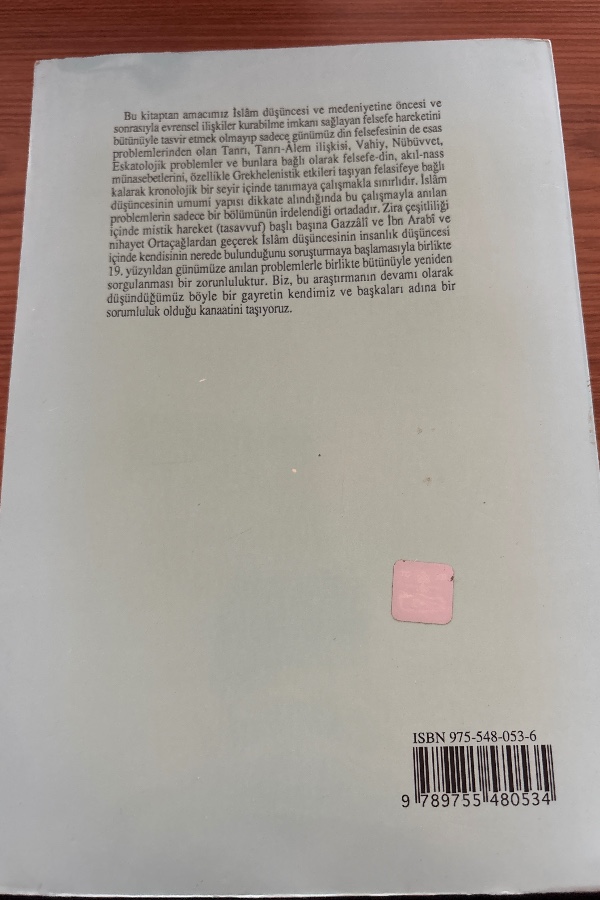 Bu kitaptan amacımız İslâm düşüncesi ve medeniyetine öncesi ve
sonrasıyla evrensel ilişkiler kurabilme imkanı sağlayan felsefe hareketini
bütünüyle tasvir etmek olmayıp sadece günümüz din felsefesinin de esas
problemlerinden olan Tanrı, Tanrı-Âlem ilişkisi, Vahiy, Nübüvvet,
Eskatolojik problemler ve bunlara bağlı olarak felsefe-din, akıl-nass
münasebetlerini, özellikle Grekhelenistik etkileri taşıyan felasifeye bağlı
kalarak kronolojik bir seyir içinde tanımaya çalışmakla sınırlıdır. İslâm
düşüncesinin umumi yapısı dikkate alındığında bu çalışmayla anılan
problemlerin sadece bir bölümünün irdelendiği ortadadır. Zira çeşitliliği
içinde mistik hareket (tasavvuf) başlı başına Gazzâlî ve Ibn Arabî ve
nihayet Ortaçağlardan geçerek İslâm düşüncesinin insanlık düşüncesi
içinde kendisinin nerede bulunduğunu soruşturmaya başlamasıyla birlikte
19. yüzyıldan günümüze anılan problemlerle birlikte bütünüyle yeniden
sorgulanması bir zorunluluktur. Biz, bu araştırmanın devamı olarak
düşündüğümüz böyle bir gayretin kendimiz ve başkaları adına bir
sorumluluk olduğu kanaatini taşıyoruz.
ISBN 975-548-053-6
9 789755 480534